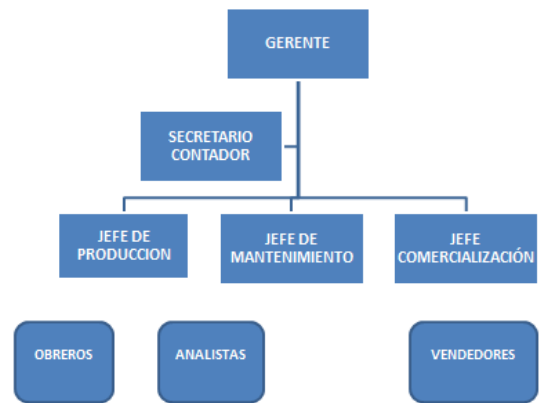 GERENTE
SECRETARIO
CONTADOR
JEFE DE
PRODUCCION
JEFE DE
MANTENIMIENTO
JEFE
COMERCIALIZACIÓN
OBREROS
ANALISTAS
VENDEDORES